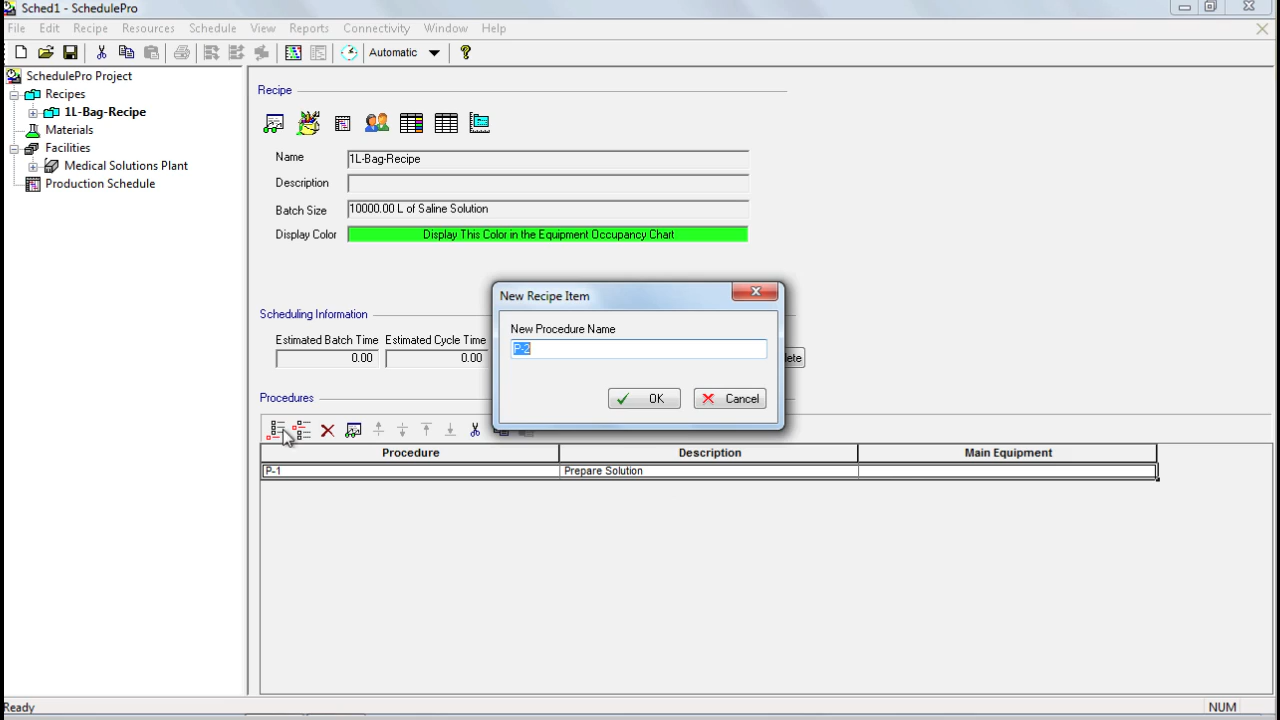 Sched1 - SchedulePro
File Edit Recipe Resources Schedule View Reports Connectivity Window Help
Automatic
SchedulePro Project
Recipes
1L-Bag-Recipe
Materials
Facilities
Medical Solutions Plant
Production Schedule
Recipe
Name 1L-Bag-Recipe
Description
Batch Size 10000.00 L of Saline Solution
Display Color Display This Color in the Equipment Occupancy Chart
New Recipe Item
New Procedure Name
P-2
OK Cancel
Scheduling Information
Estimated Batch Time Estimated Cycle Time
0.00 0.00
Procedures
Procedure Description Main Equipment
P-1 Prepare Solution
Ready NUM